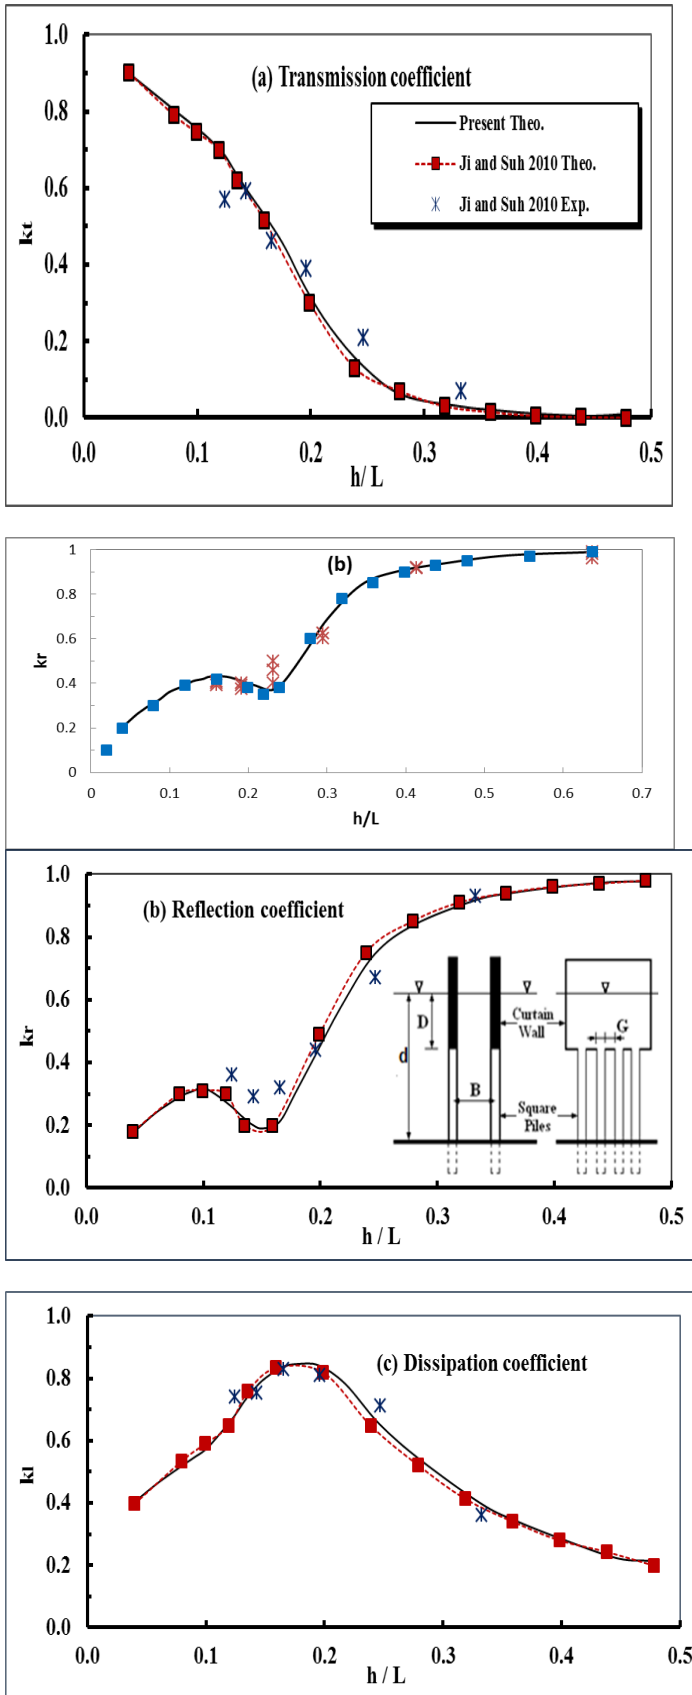 1.0
(a) Transmission coefficient
0.8
Present Theo.
0.6
Ji and Suh 2010 Theo.
Ji and Suh 2010 Exp.
kt
0.4
0.2
0.0
0.0 0.1 0.2 0.3 0.4 0.5
h/ L
1
(b)
0.8
0.6
kr
0.4
0.2
0
0 0.1 0.2 0.3 0.4 0.5 0.6 0.7
h/L
1.0
(b) Reflection coefficient
0.8
0.6
kr
0.4
0.2
0.0
D
d
B
Curtain
Wall
G
Square
Piles
0.0 0.1 0.2 0.3 0.4 0.5
h / L
1.0
(c) Dissipation coefficient
0.8
0.6
kl
0.4
0.2
0.0
0.0 0.1 0.2 0.3 0.4 0.5
h / L